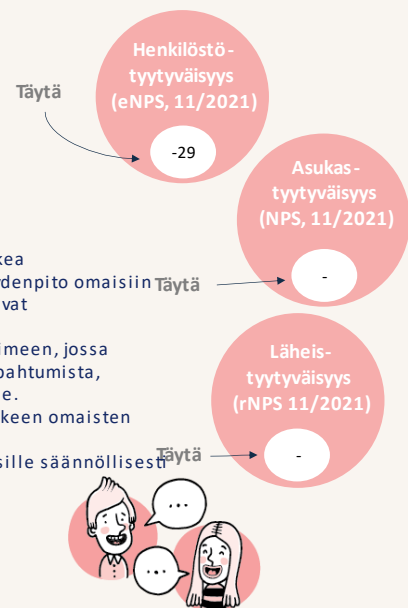 Henkilöstö-
tyytyväisyys
(eNPS, 11/2021)
Täytä
-29
Asukas-
tyytyväisyys
(NPS, 11/2021)
Täytä
-
kea
ydenpito omaisiin
vat
imeen, jossa
pahtumista,
e.
keen omaisten
sille säännöllisesti
Läheis-
tyytyväisyys
(rNPS 11/2021)
Täytä
-
...
...